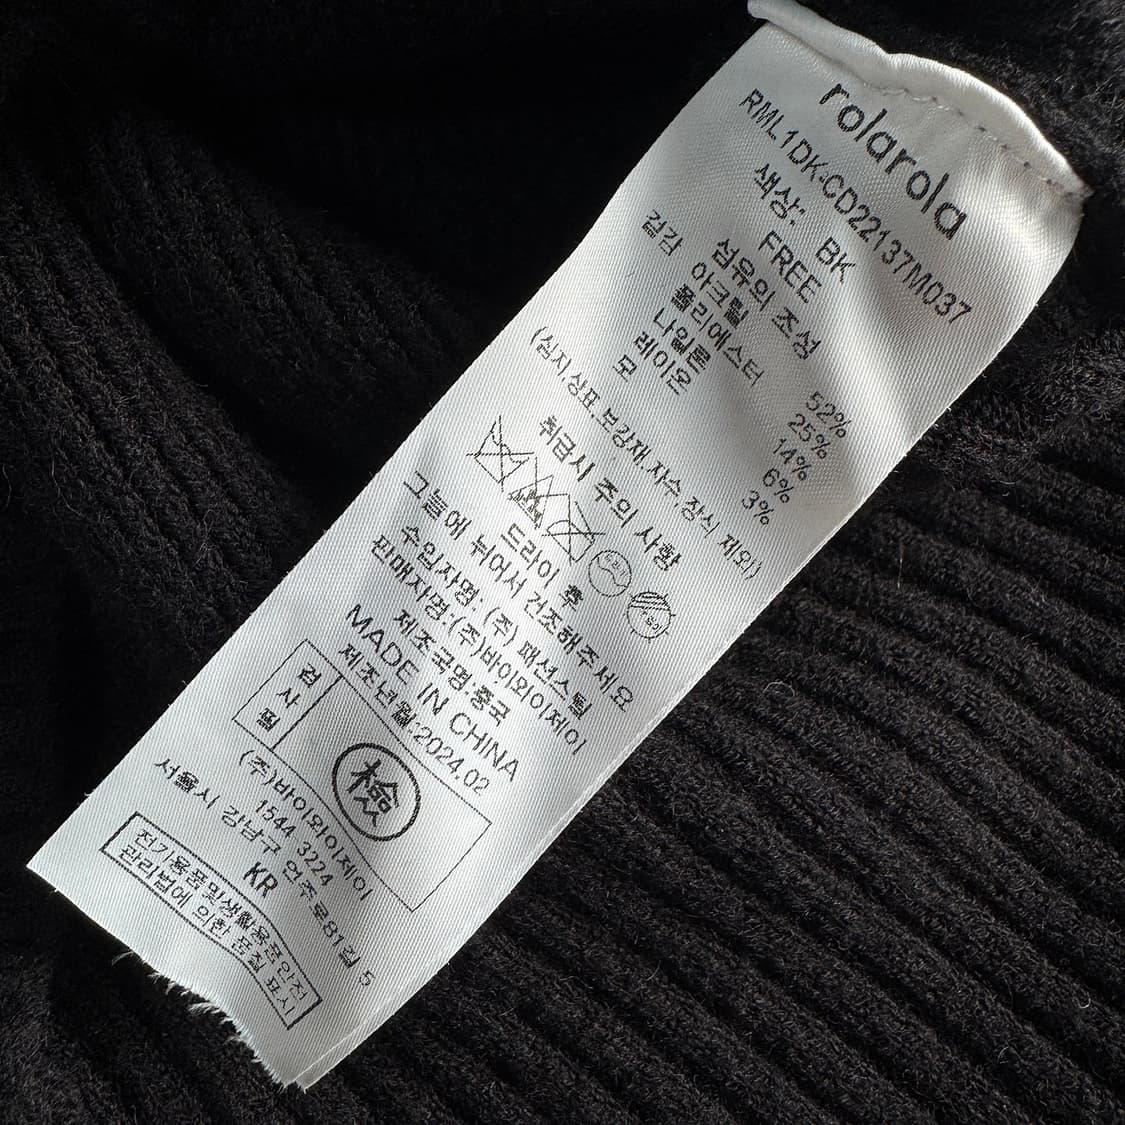 rolarola
RML1DK:CD22137M037
색상: BK
FREE
섬유의 조성
겉감 아크릴 52%
폴리에스터 25%
나일론 14%
레이온 6%
모 3%
(심지,상표,보강재,자수,장식 제외)
취급시 주의 사항
드라이 후
그늘에 뉘어서 건조해주세요
수입자명: (주) 패션스틸
판매자명:(주)바이와이제이
제조국명:중국
MADE IN CHINA
제조년월:2024.02
검사필
檢
(주)바이와이제이
1544 3224
서울시 강남구 언주로81길 5
KR
전기용품및생활용품안전
관리법에 의한 품질 표시